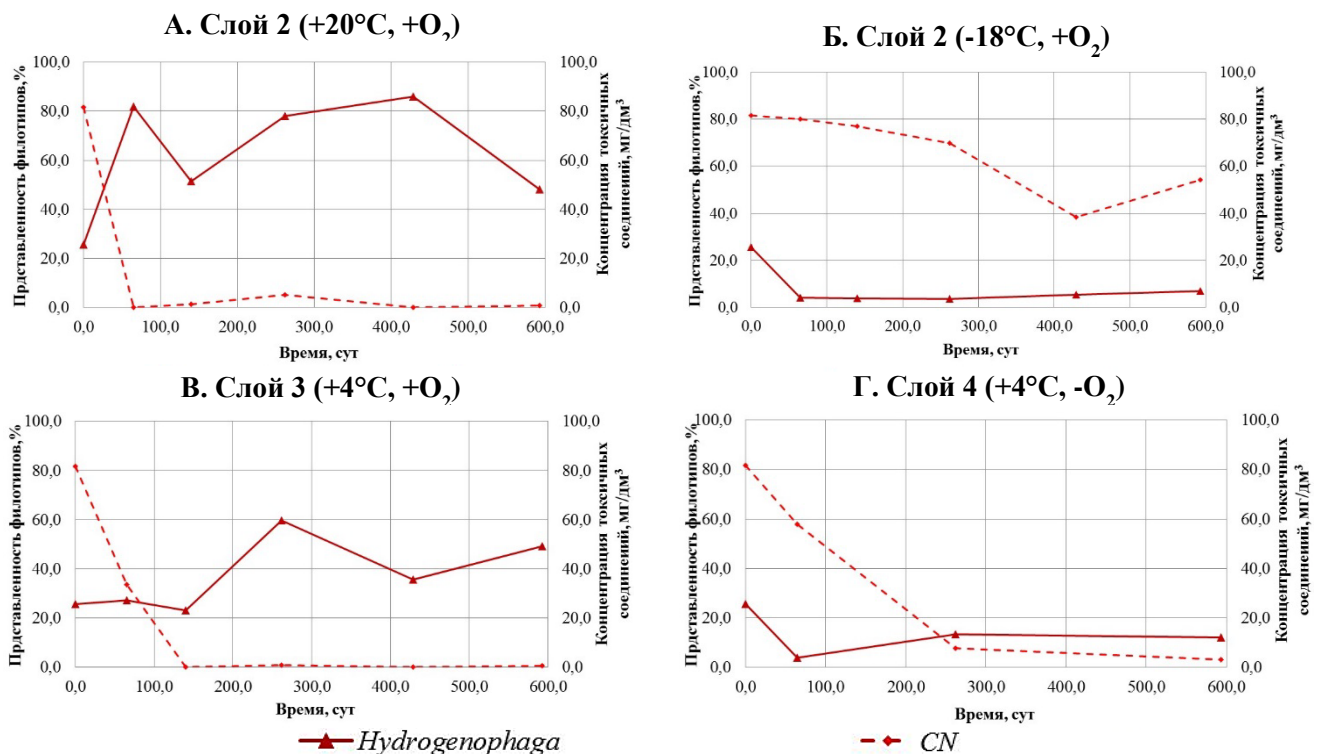 А. Слой 2 (+20°C, +O₂)
Прдставленность филотипов,%
100,0
80,0
60,0
40,0
20,0
0,0
0,0 100,0 200,0 300,0 400,0 500,0 600,0
Время, сут
100,0
80,0
60,0
40,0
20,0
0,0
Концентрация токсичных
соединений, мг/дм³
Б. Слой 2 (-18°C, +O₂)
Прдставленность филотипов,%
100,0
80,0
60,0
40,0
20,0
0,0
0,0 100,0 200,0 300,0 400,0 500,0 600,0
Время, сут
100,0
80,0
60,0
40,0
20,0
0,0
Концентрация токсичных
соединений, мг/дм³
В. Слой 3 (+4°C, +O₂)
Прдставленность филотипов,%
100,0
80,0
60,0
40,0
20,0
0,0
0,0 100,0 200,0 300,0 400,0 500,0 600,0
Время, сут
100,0
80,0
60,0
40,0
20,0
0,0
Концентрация токсичных
соединений, мг/дм³
Г. Слой 4 (+4°C, -O₂)
Прдставленность филотипов,%
100,0
80,0
60,0
40,0
20,0
0,0
0,0 100,0 200,0 300,0 400,0 500,0 600,0
Время, сут
100,0
80,0
60,0
40,0
20,0
0,0
Концентрация токсичных
соединений, мг/дм³
Hydrogenophaga
CN